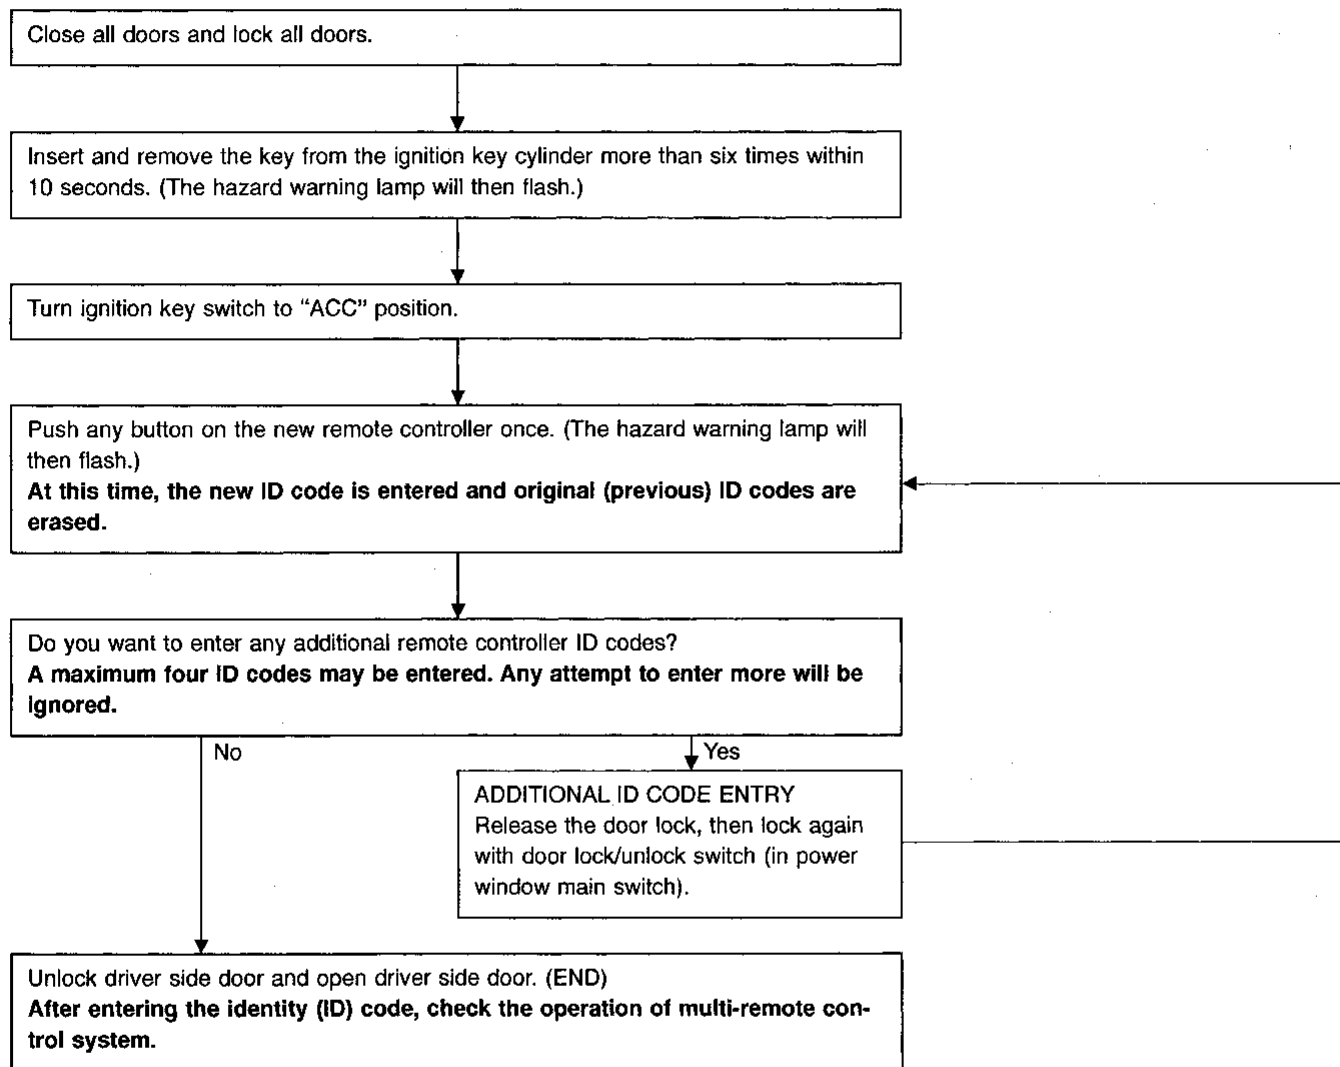 Close all doors and lock all doors.
Insert and remove the key from the ignition key cylinder more than six times within
10 seconds. (The hazard warning lamp will then flash.)
Turn ignition key switch to “ACC” position.
Push any button on the new remote controller once. (The hazard warning lamp will
then flash.)
At this time, the new ID code is entered and original (previous) ID codes are
erased.
Do you want to enter any additional remote controller ID codes?
A maximum four ID codes may be entered. Any attempt to enter more will be
ignored.
No
Yes
ADDITIONAL ID CODE ENTRY
Release the door lock, then lock again
with door lock/unlock switch (in power
window main switch).
Unlock driver side door and open driver side door. (END)
After entering the identity (ID) code, check the operation of multi-remote con-
trol system.